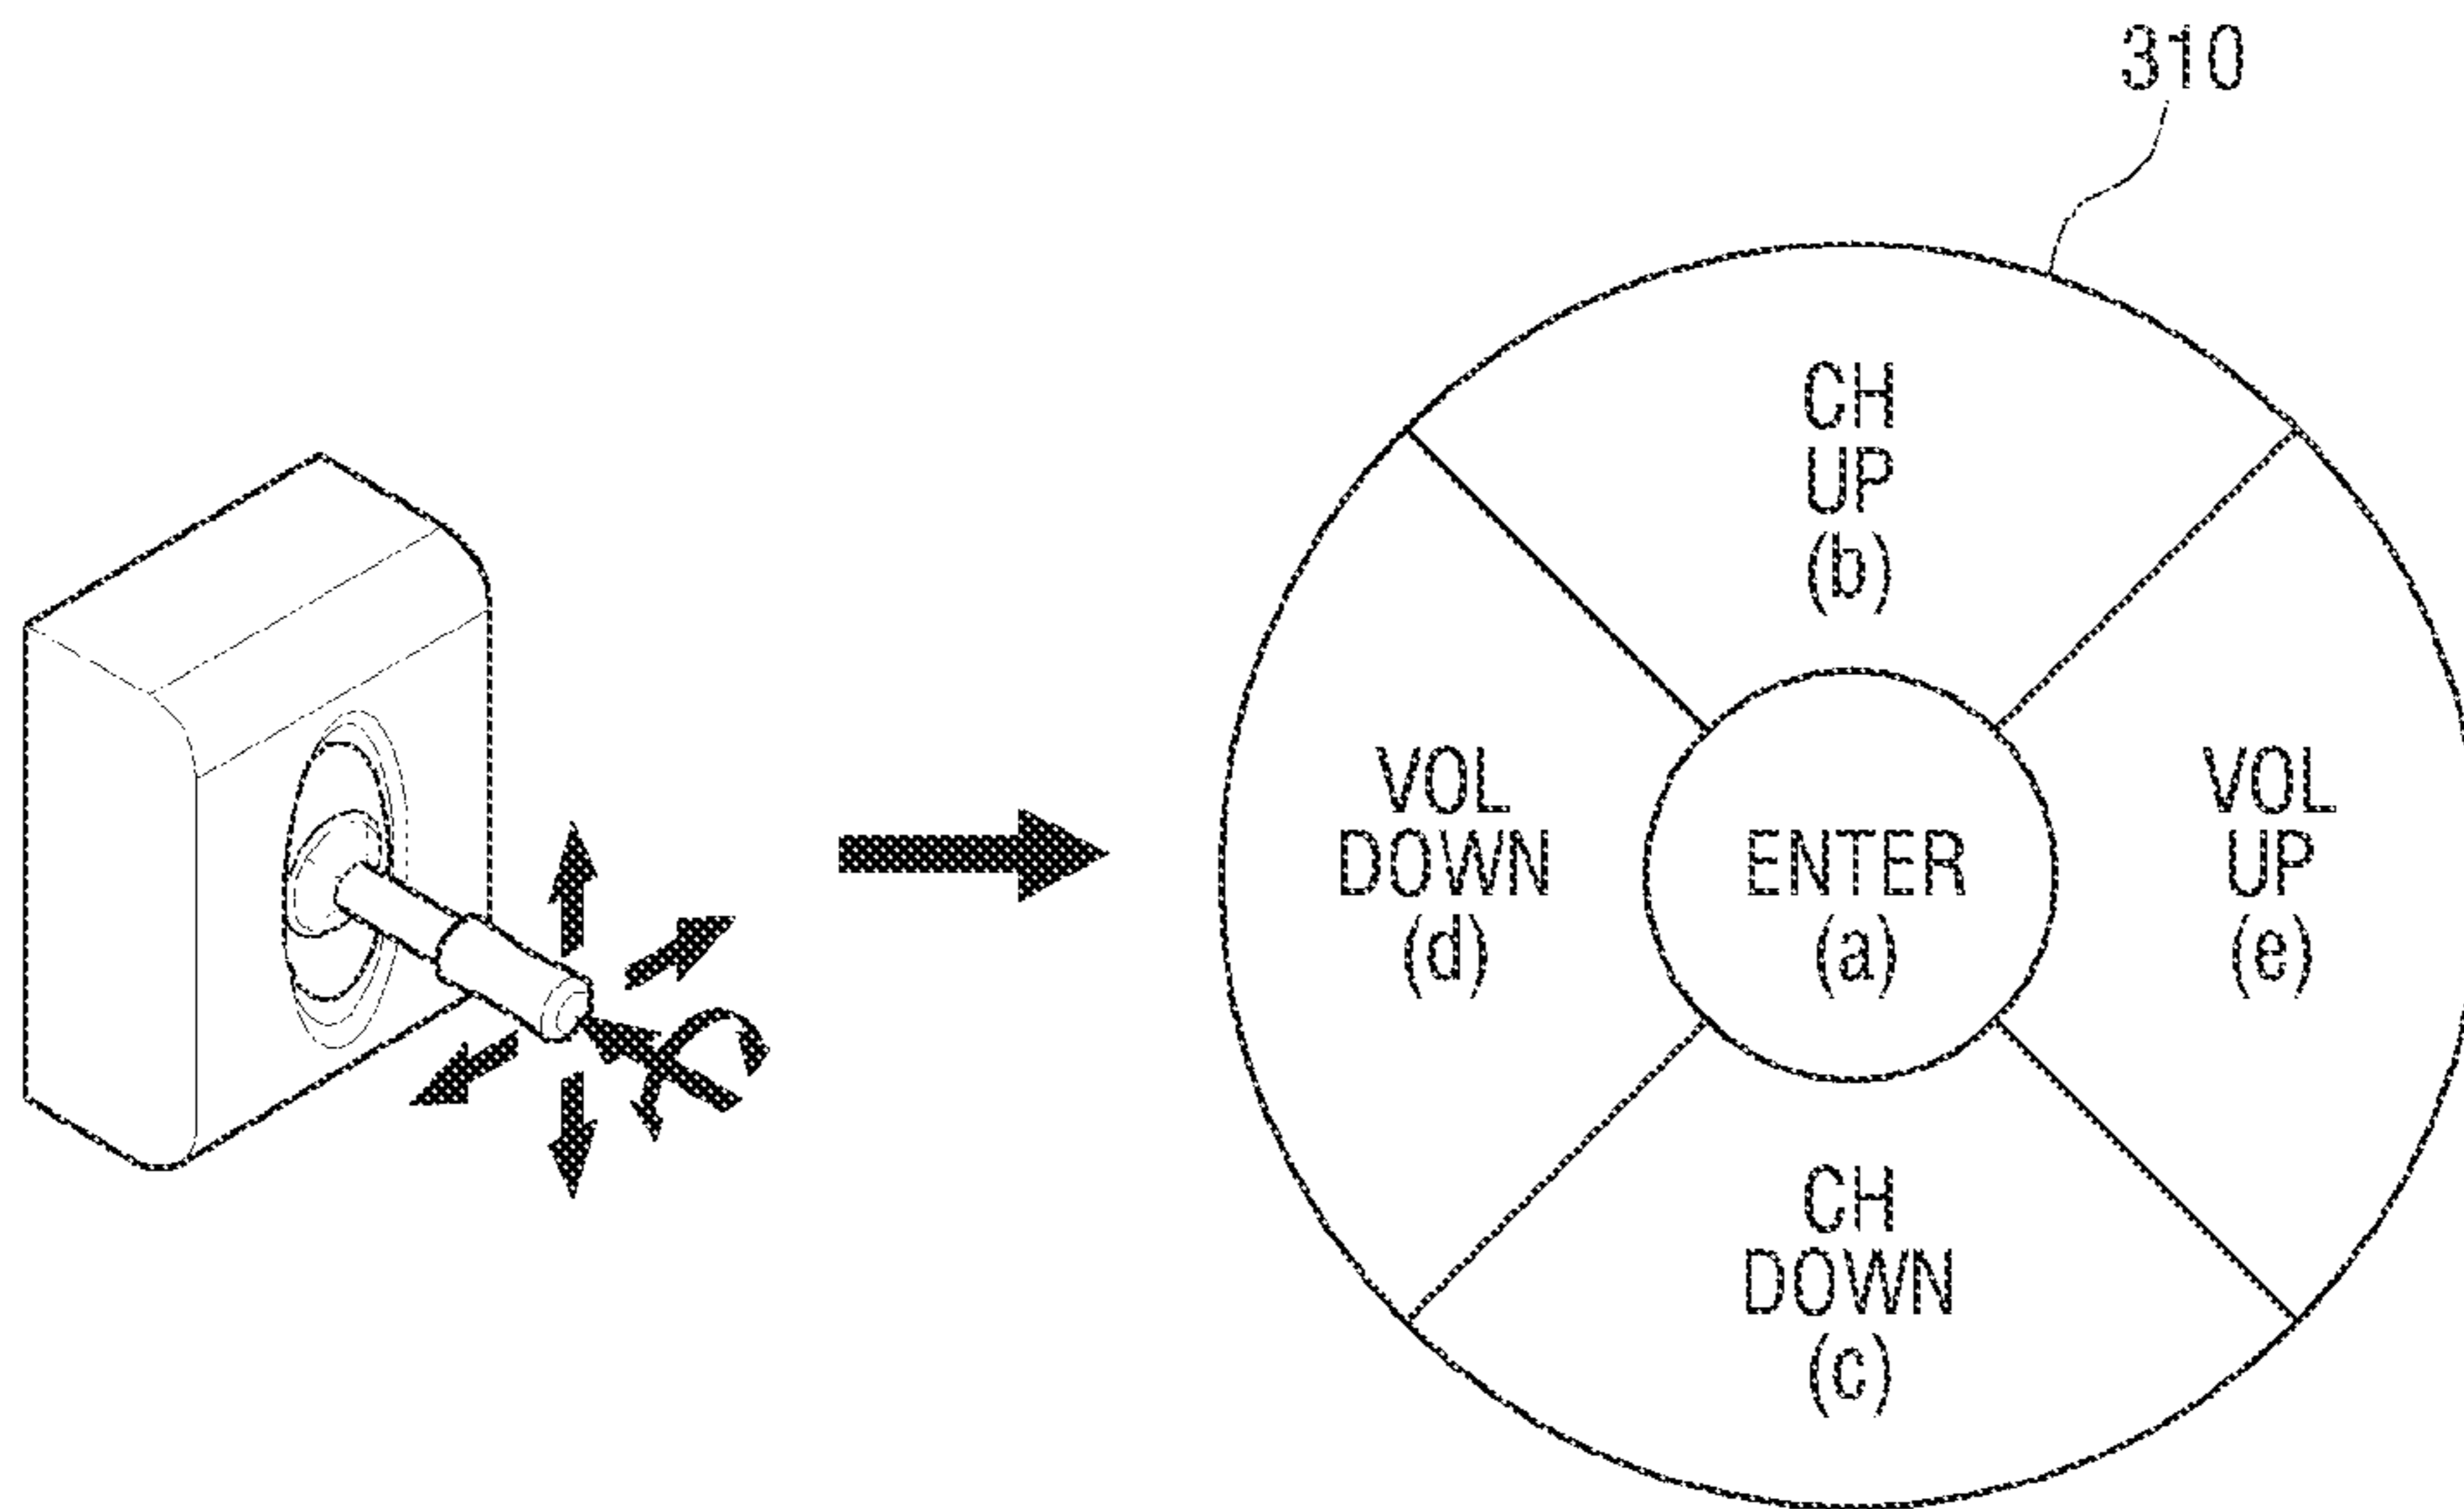 310
CH
UP
(b)
VOL
DOWN
(d)
ENTER
(a)
VOL
UP
(e)
CH
DOWN
(c)